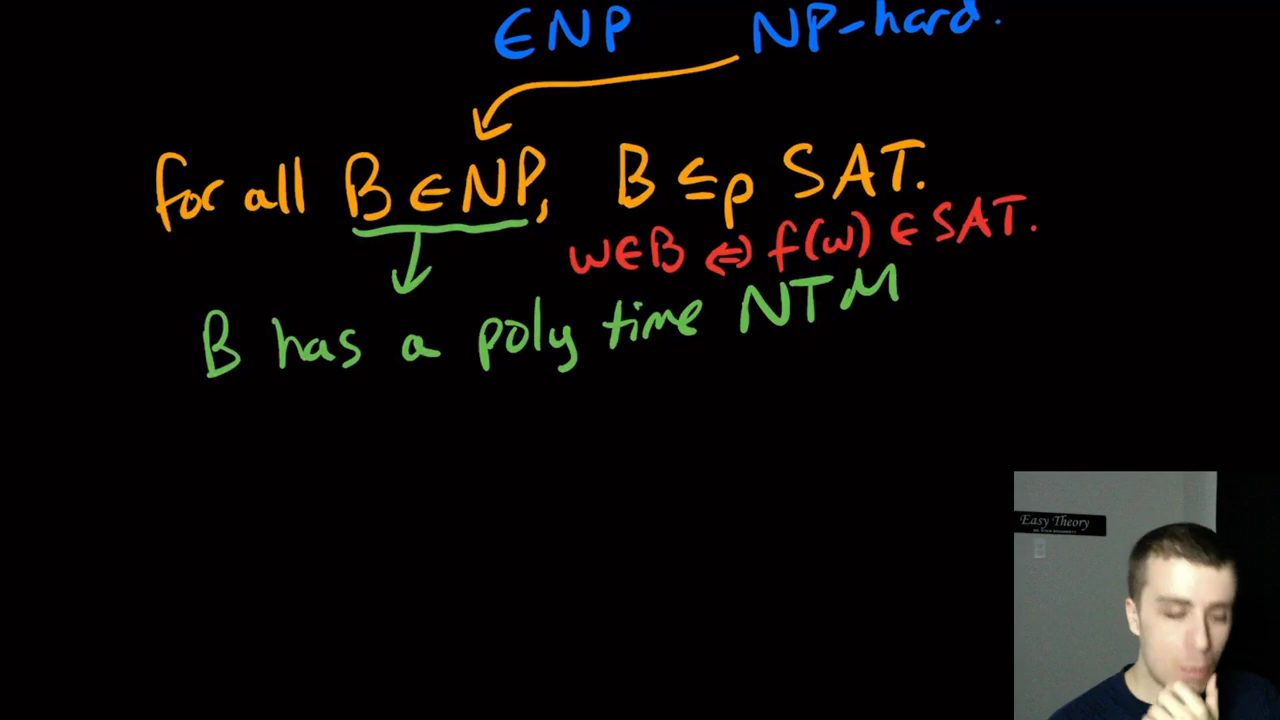 ∈NP NP-hard.
for all B∈NP, B ≤p SAT.
w∈B ⇔ f(w) ∈ SAT.
B has a poly time NTM
Easy Theory